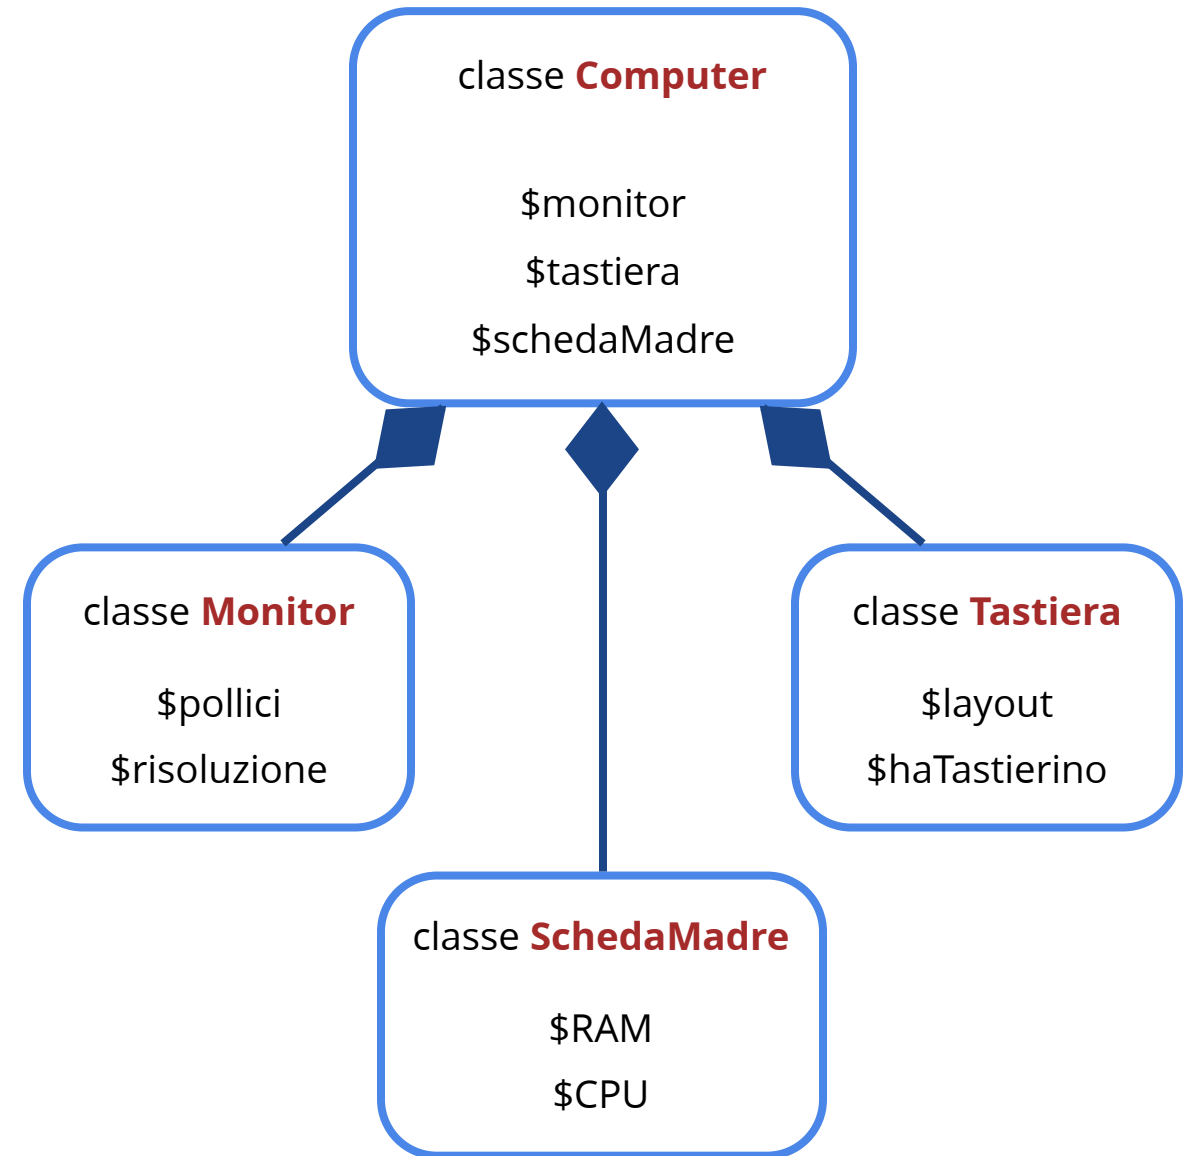 classe Computer
$monitor
$tastiera
$schedaMadre
classe Monitor
$pollici
$risoluzione
classe Tastiera
$layout
$haTastierino
classe SchedaMadre
$RAM
$CPU